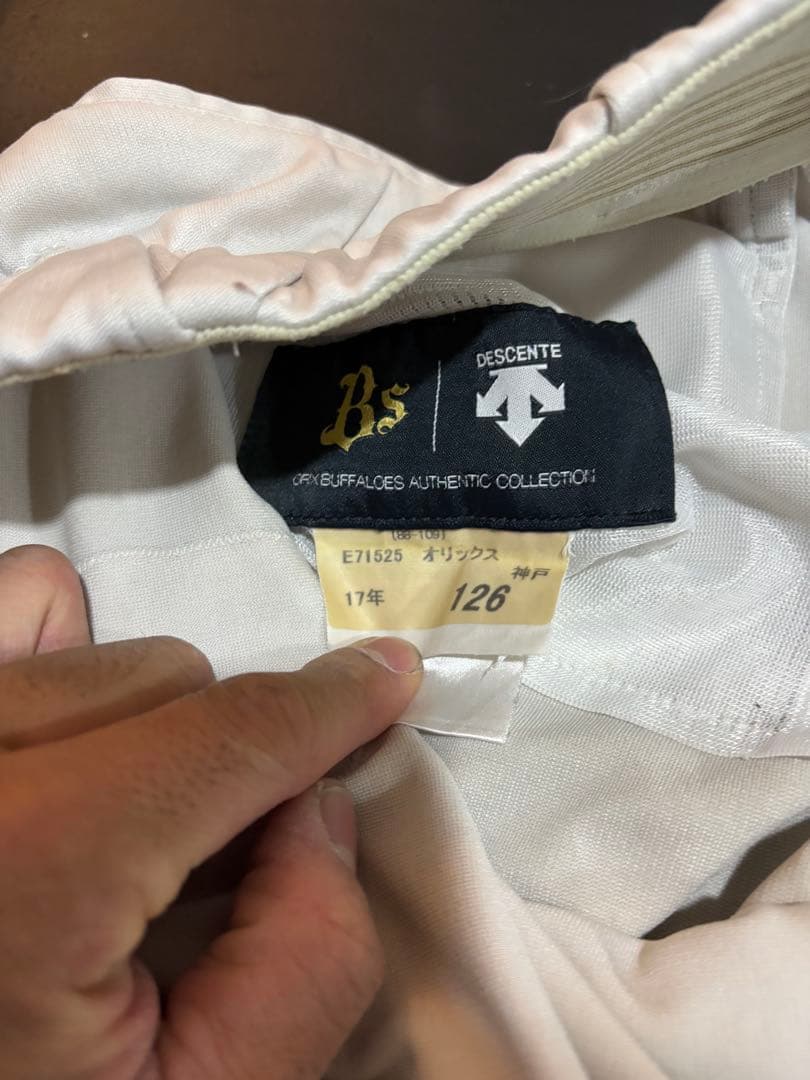 Bs
DESCENTE
ORIX BUFFALOES AUTHENTIC COLLECTION
(88-109)
E71525 オリックス
神戸
17年 126